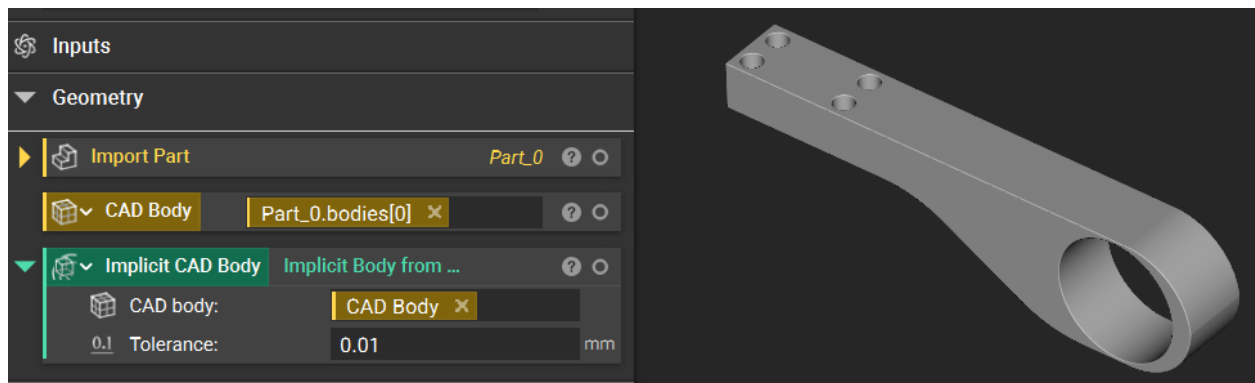 Inputs
Geometry
Import Part Part_0 ?
CAD Body Part_0.bodies[0] ?
Implicit CAD Body Implicit Body from ... ?
CAD body: CAD Body
0.1 Tolerance: 0.01 mm